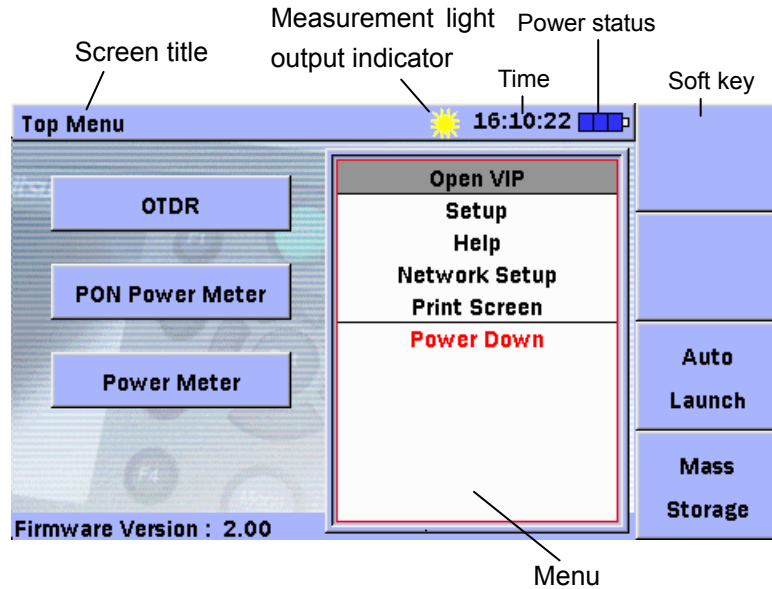 Measurement light
output indicator
Power status
Screen title
Time
Soft key
Top Menu
16:10:22
OTDR
PON Power Meter
Power Meter
Open VIP
Setup
Help
Network Setup
Print Screen
Power Down
Auto
Launch
Mass
Storage
F4
Firmware Version : 2.00
Menu